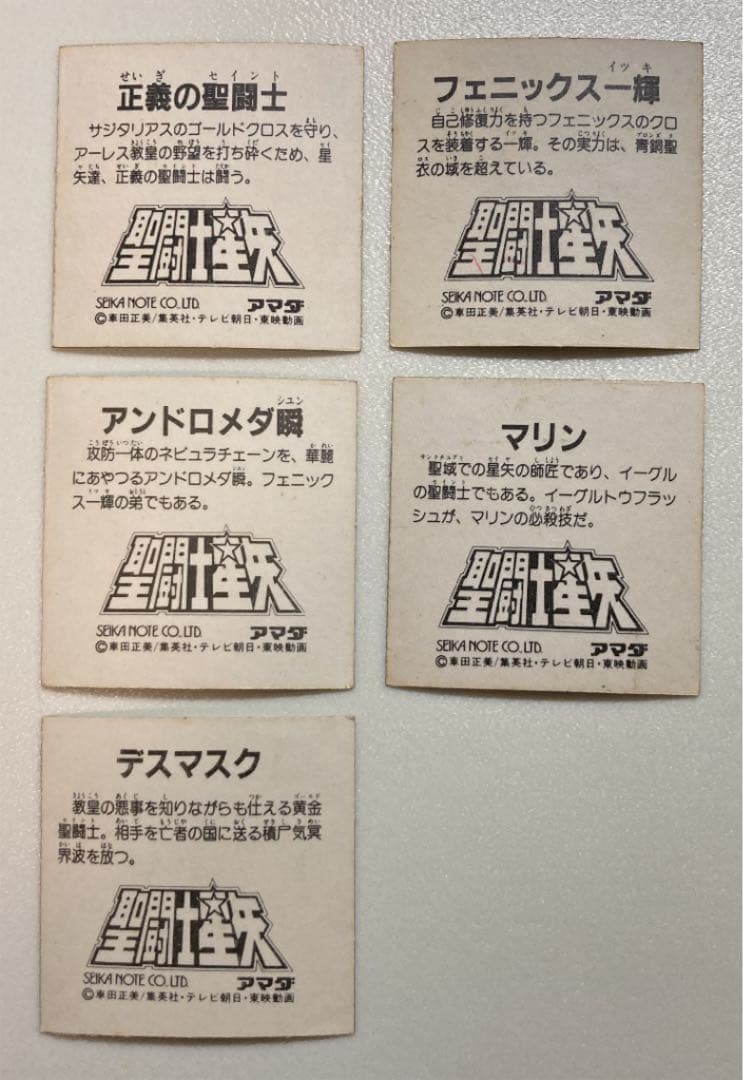 正義の聖闘士
サジタリアスのゴールドクロスを守り、
アーレス教皇の野望を打ち砕くため、星
矢達、正義の聖闘士は闘う。
聖闘士星矢
SEIKA NOTE CO.,LTD. アマダ
©車田正美/集英社・テレビ朝日・東映動画
フェニックス一輝
自己修復力を持つフェニックスのクロ
スを装着する一輝。その実力は、青銅聖
衣の域を超えている。
聖闘士星矢
SEIKA NOTE CO.,LTD. アマダ
©車田正美/集英社・テレビ朝日・東映動画
アンドロメダ瞬
攻防一体のネビュラチェーンを、華麗
にあやつるアンドロメダ瞬。フェニック
ス一輝の弟でもある。
聖闘士星矢
SEIKA NOTE CO.,LTD. アマダ
©車田正美/集英社・テレビ朝日・東映動画
マリン
聖域での星矢の師匠であり、イーグル
の聖闘士でもある。イーグルトウフラッ
シュが、マリンの必殺技だ。
聖闘士星矢
SEIKA NOTE CO.,LTD. アマダ
©車田正美/集英社・テレビ朝日・東映動画
デスマスク
教皇の悪事を知りながらも仕える黄金
聖闘士。相手を亡者の国に送る積尸気冥
界波を放つ。
聖闘士星矢
SEIKA NOTE CO.,LTD. アマダ
©車田正美/集英社・テレビ朝日・東映動画